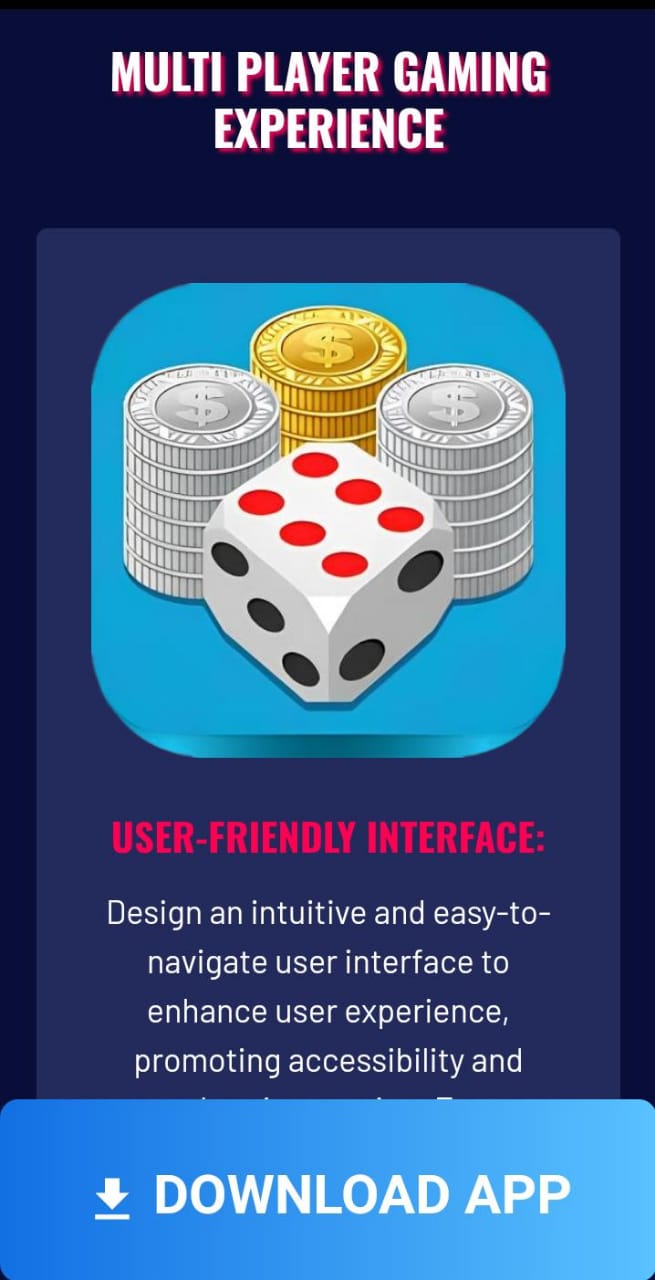 MULTI PLAYER GAMING
EXPERIENCE
$
$
$
USER-FRIENDLY INTERFACE:
Design an intuitive and easy-to-
navigate user interface to
enhance user experience,
promoting accessibility and
DOWNLOAD APP